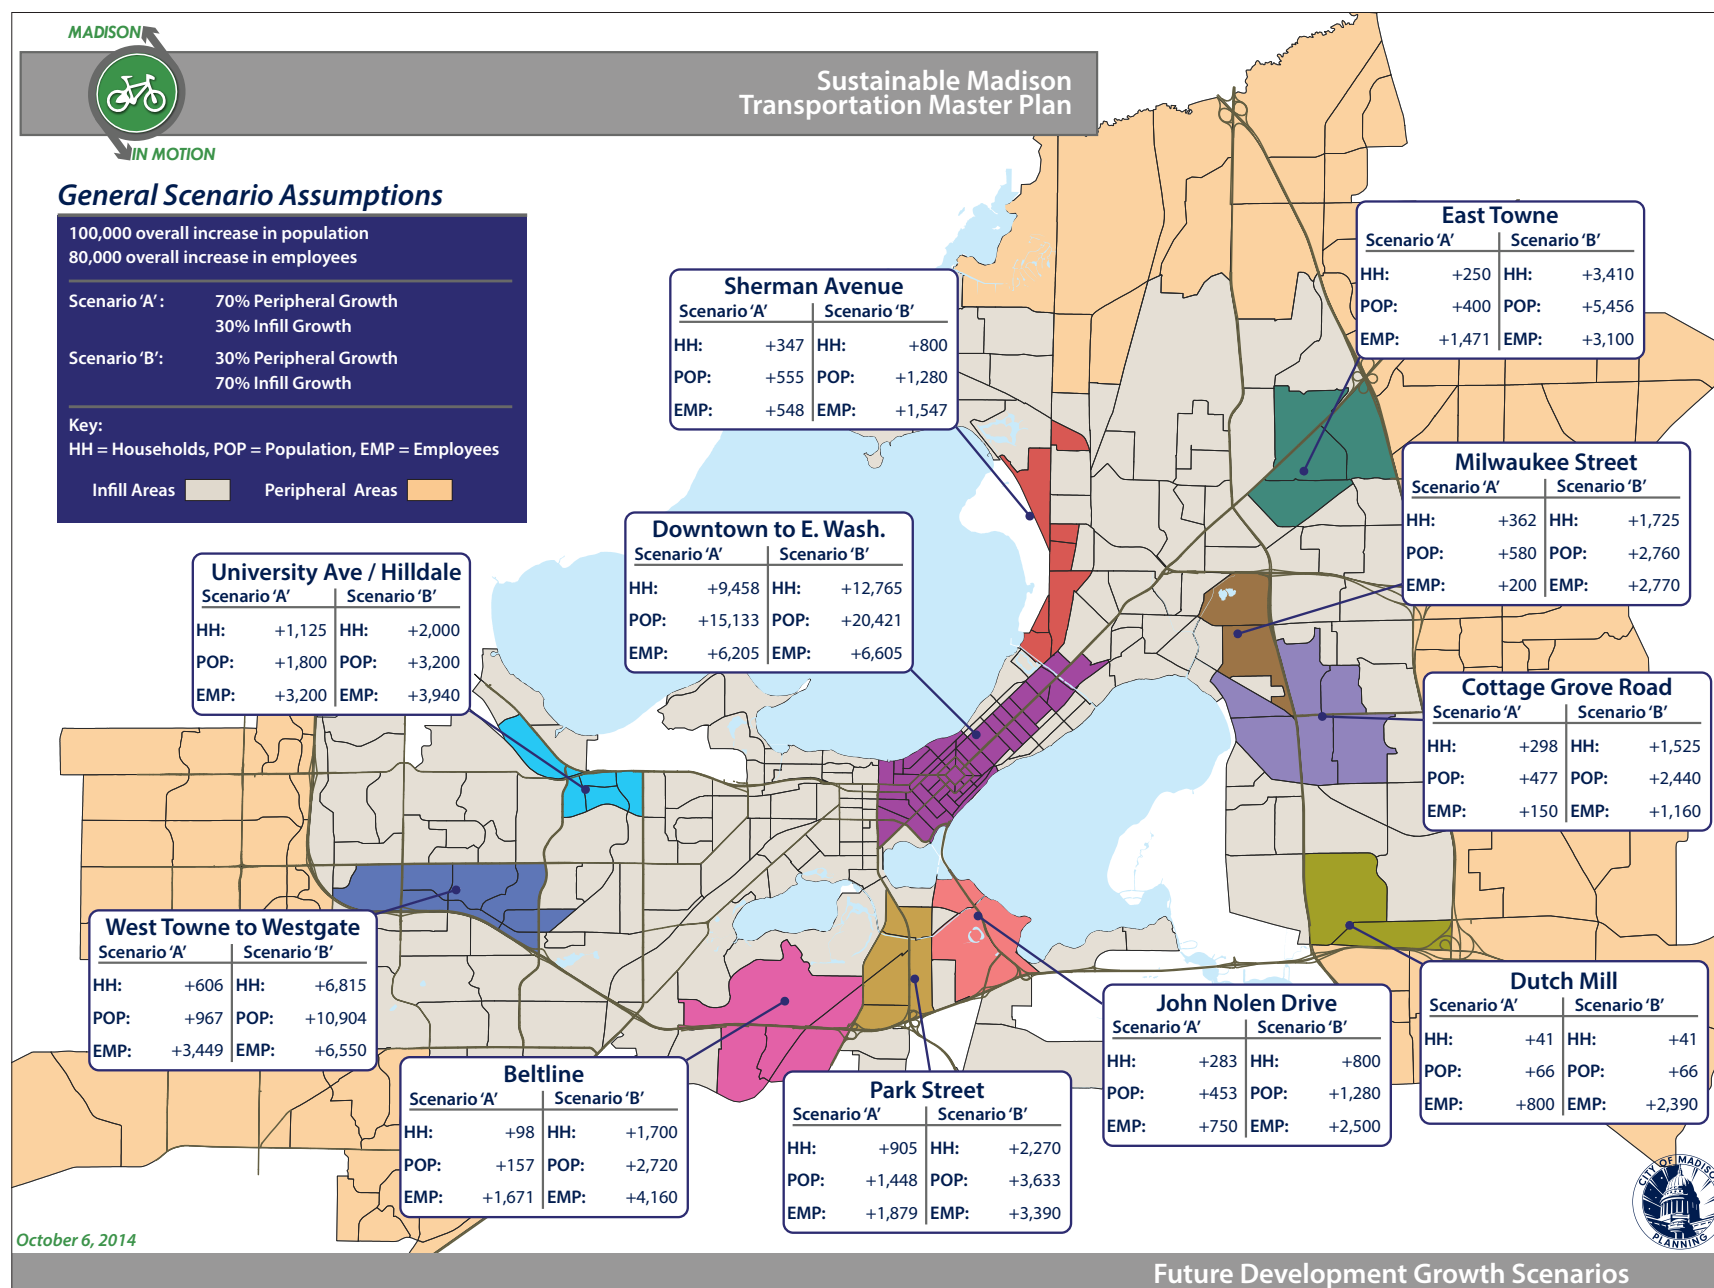 MADISON
IN MOTION
Sustainable Madison
Transportation Master Plan
General Scenario Assumptions
100,000 overall increase in population
80,000 overall increase in employees
Scenario ‘A’ : 70% Peripheral Growth
30% Infill Growth
Scenario ‘B’: 30% Peripheral Growth
70% Infill Growth
Key:
HH = Households, POP = Population, EMP = Employees
Infill Areas Peripheral Areas
East Towne
Scenario ‘A’ Scenario ‘B’
HH: +250 HH: +3,410
POP: +400 POP: +5,456
EMP: +1,471 EMP: +3,100
Sherman Avenue
Scenario ‘A’ Scenario ‘B’
HH: +347 HH: +800
POP: +555 POP: +1,280
EMP: +548 EMP: +1,547
Milwaukee Street
Scenario ‘A’ Scenario ‘B’
HH: +362 HH: +1,725
POP: +580 POP: +2,760
EMP: +200 EMP: +2,770
Downtown to E. Wash.
Scenario ‘A’ Scenario ‘B’
HH: +9,458 HH: +12,765
POP: +15,133 POP: +20,421
EMP: +6,205 EMP: +6,605
University Ave / Hilldale
Scenario ‘A’ Scenario ‘B’
HH: +1,125 HH: +2,000
POP: +1,800 POP: +3,200
EMP: +3,200 EMP: +3,940
Cottage Grove Road
Scenario ‘A’ Scenario ‘B’
HH: +298 HH: +1,525
POP: +477 POP: +2,440
EMP: +150 EMP: +1,160
West Towne to Westgate
Scenario ‘A’ Scenario ‘B’
HH: +606 HH: +6,815
POP: +967 POP: +10,904
EMP: +3,449 EMP: +6,550
Dutch Mill
Scenario ‘A’ Scenario ‘B’
HH: +41 HH: +41
POP: +66 POP: +66
EMP: +800 EMP: +2,390
John Nolen Drive
Scenario ‘A’ Scenario ‘B’
HH: +283 HH: +800
POP: +453 POP: +1,280
EMP: +750 EMP: +2,500
Beltline
Scenario ‘A’ Scenario ‘B’
HH: +98 HH: +1,700
POP: +157 POP: +2,720
EMP: +1,671 EMP: +4,160
Park Street
Scenario ‘A’ Scenario ‘B’
HH: +905 HH: +2,270
POP: +1,448 POP: +3,633
EMP: +1,879 EMP: +3,390
CITY OF MADISON
PLANNING
October 6, 2014
Future Development Growth Scenarios